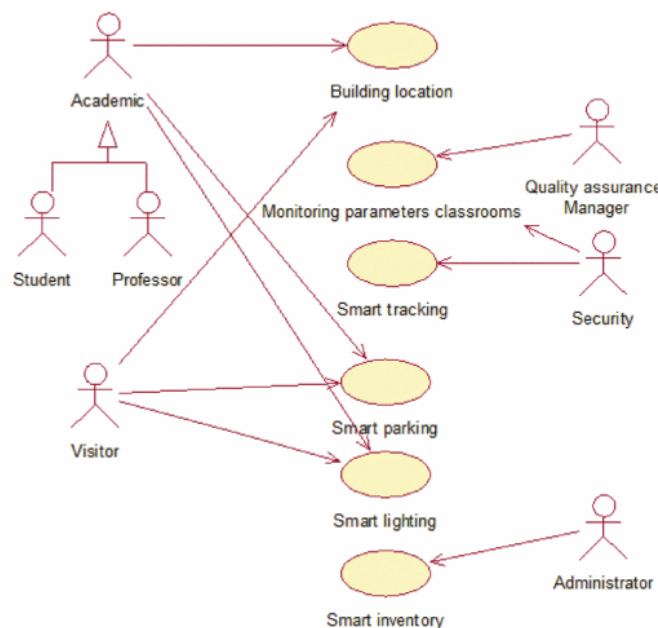 Academic
Building location
Quality assurance
Manager
Monitoring parameters classrooms
Student
Professor
Smart tracking
Security
Visitor
Smart parking
Smart lighting
Administrator
Smart inventory